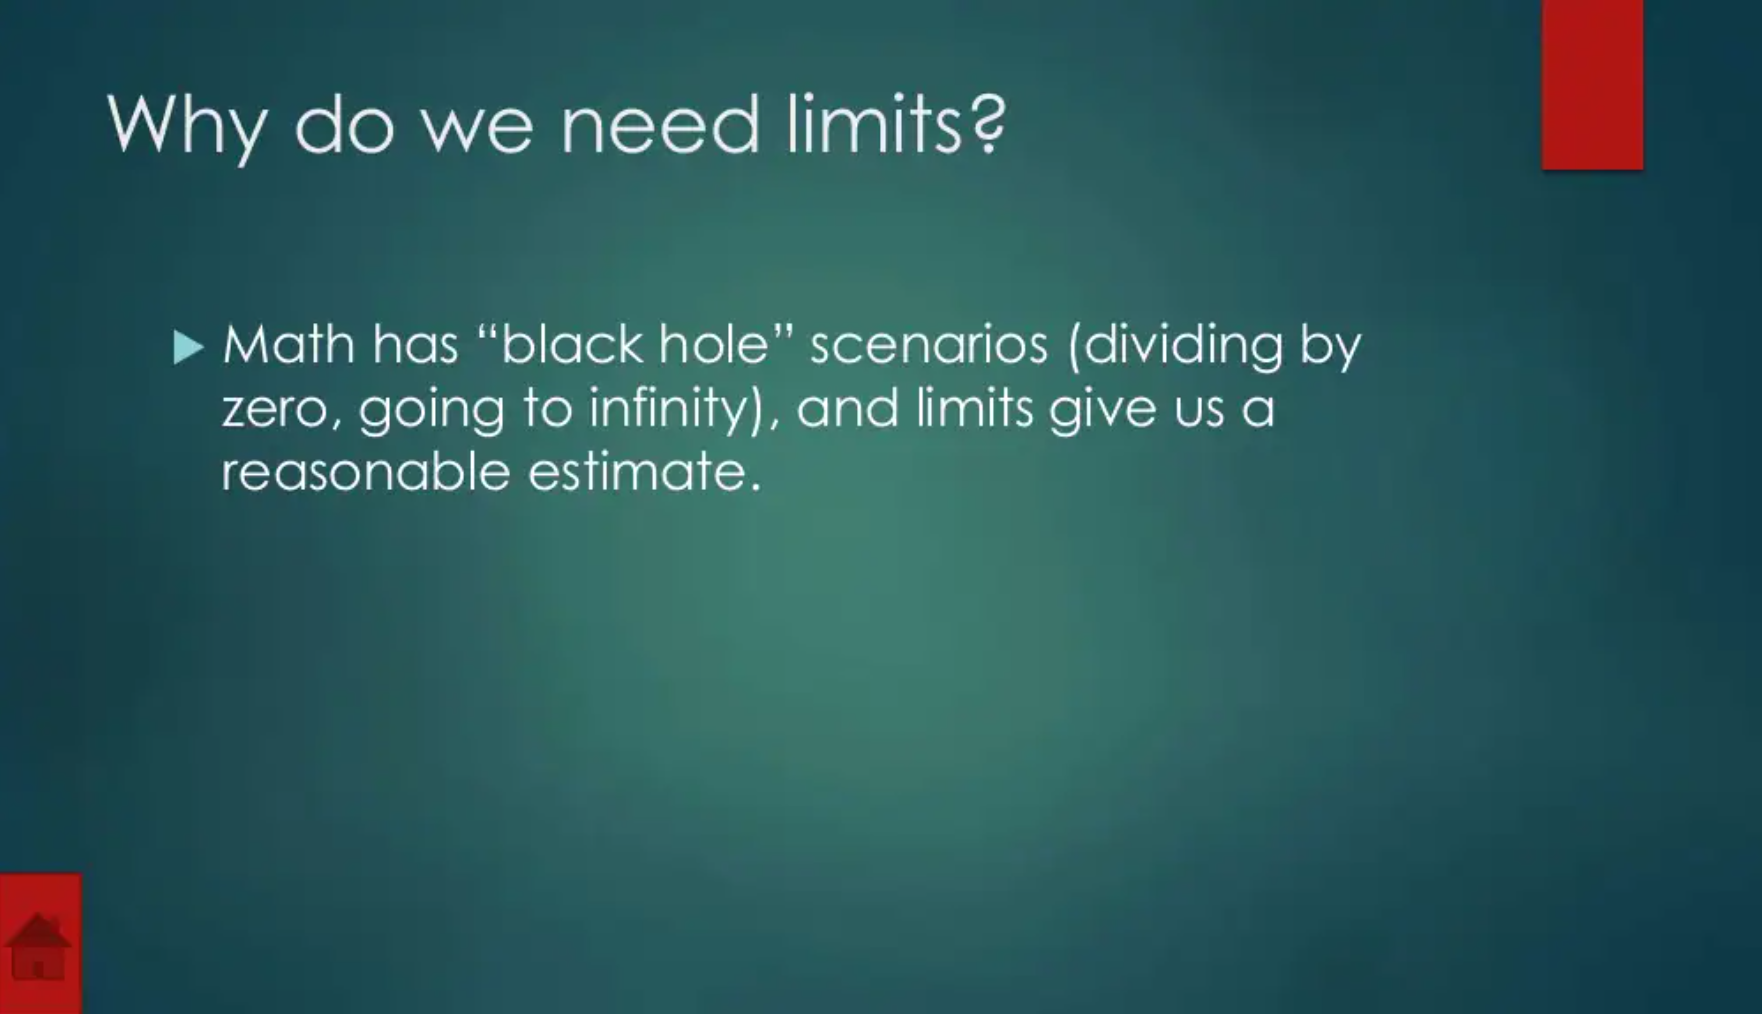 Why do we need limits?
Math has “black hole” scenarios (dividing by
zero, going to infinity), and limits give us a
reasonable estimate.